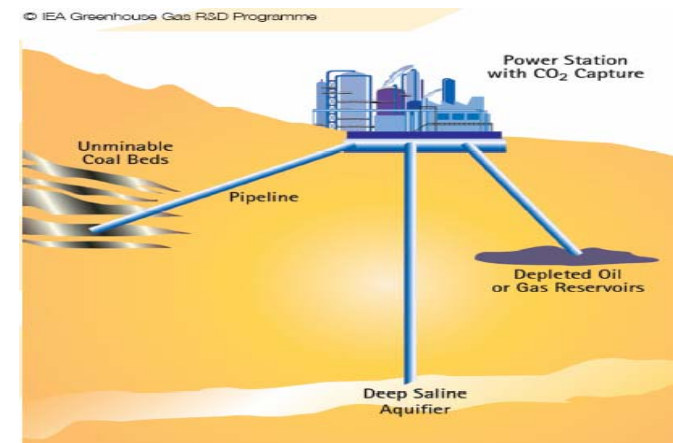 © IEA Greenhouse Gas R&D Programme
Power Station
with CO₂ Capture
Unminable
Coal Beds
Pipeline
Depleted Oil
or Gas Reservoirs
Deep Saline
Aquifier